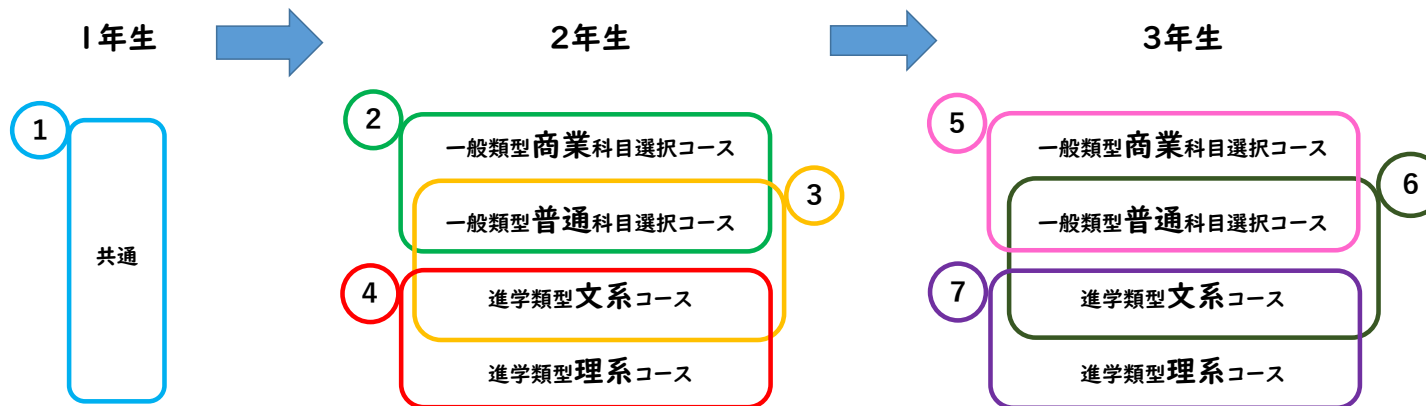 1年生
2年生
3年生
1
共通
2
一般類型商業科目選択コース
一般類型普通科目選択コース
3
4
進学類型文系コース
進学類型理系コース
5
一般類型商業科目選択コース
一般類型普通科目選択コース
6
7
進学類型文系コース
進学類型理系コース